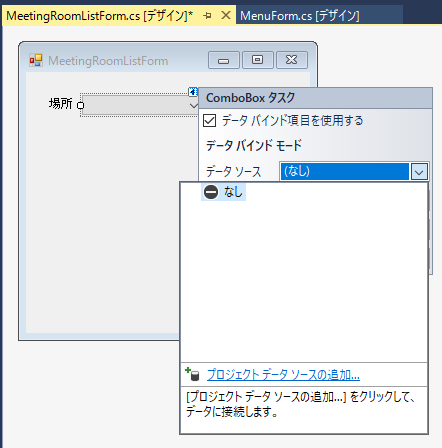 MeetingRoomListForm.cs [デザイン]*
MenuForm.cs [デザイン]
MeetingRoomListForm
場所
ComboBox タスク
データ バインド項目を使用する
データ バインド モード
データ ソース
(なし)
なし
プロジェクト データ ソースの追加...
[プロジェクト データ ソースの追加...] をクリックして、
データに接続します。